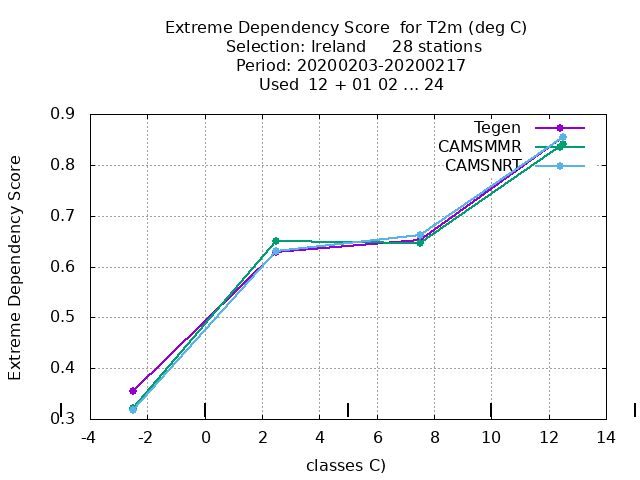 Extreme Dependency Score  for T2m (deg C)
Selection: Ireland     28 stations
Period: 20200203-20200217
Used  12 + 01 02 ... 24
Extreme Dependency Score
0.9
0.8
0.7
0.6
0.5
0.4
0.3
-4 -2 0 2 4 6 8 10 12 14
classes C)
Tegen
CAMSMMR
CAMSNRT